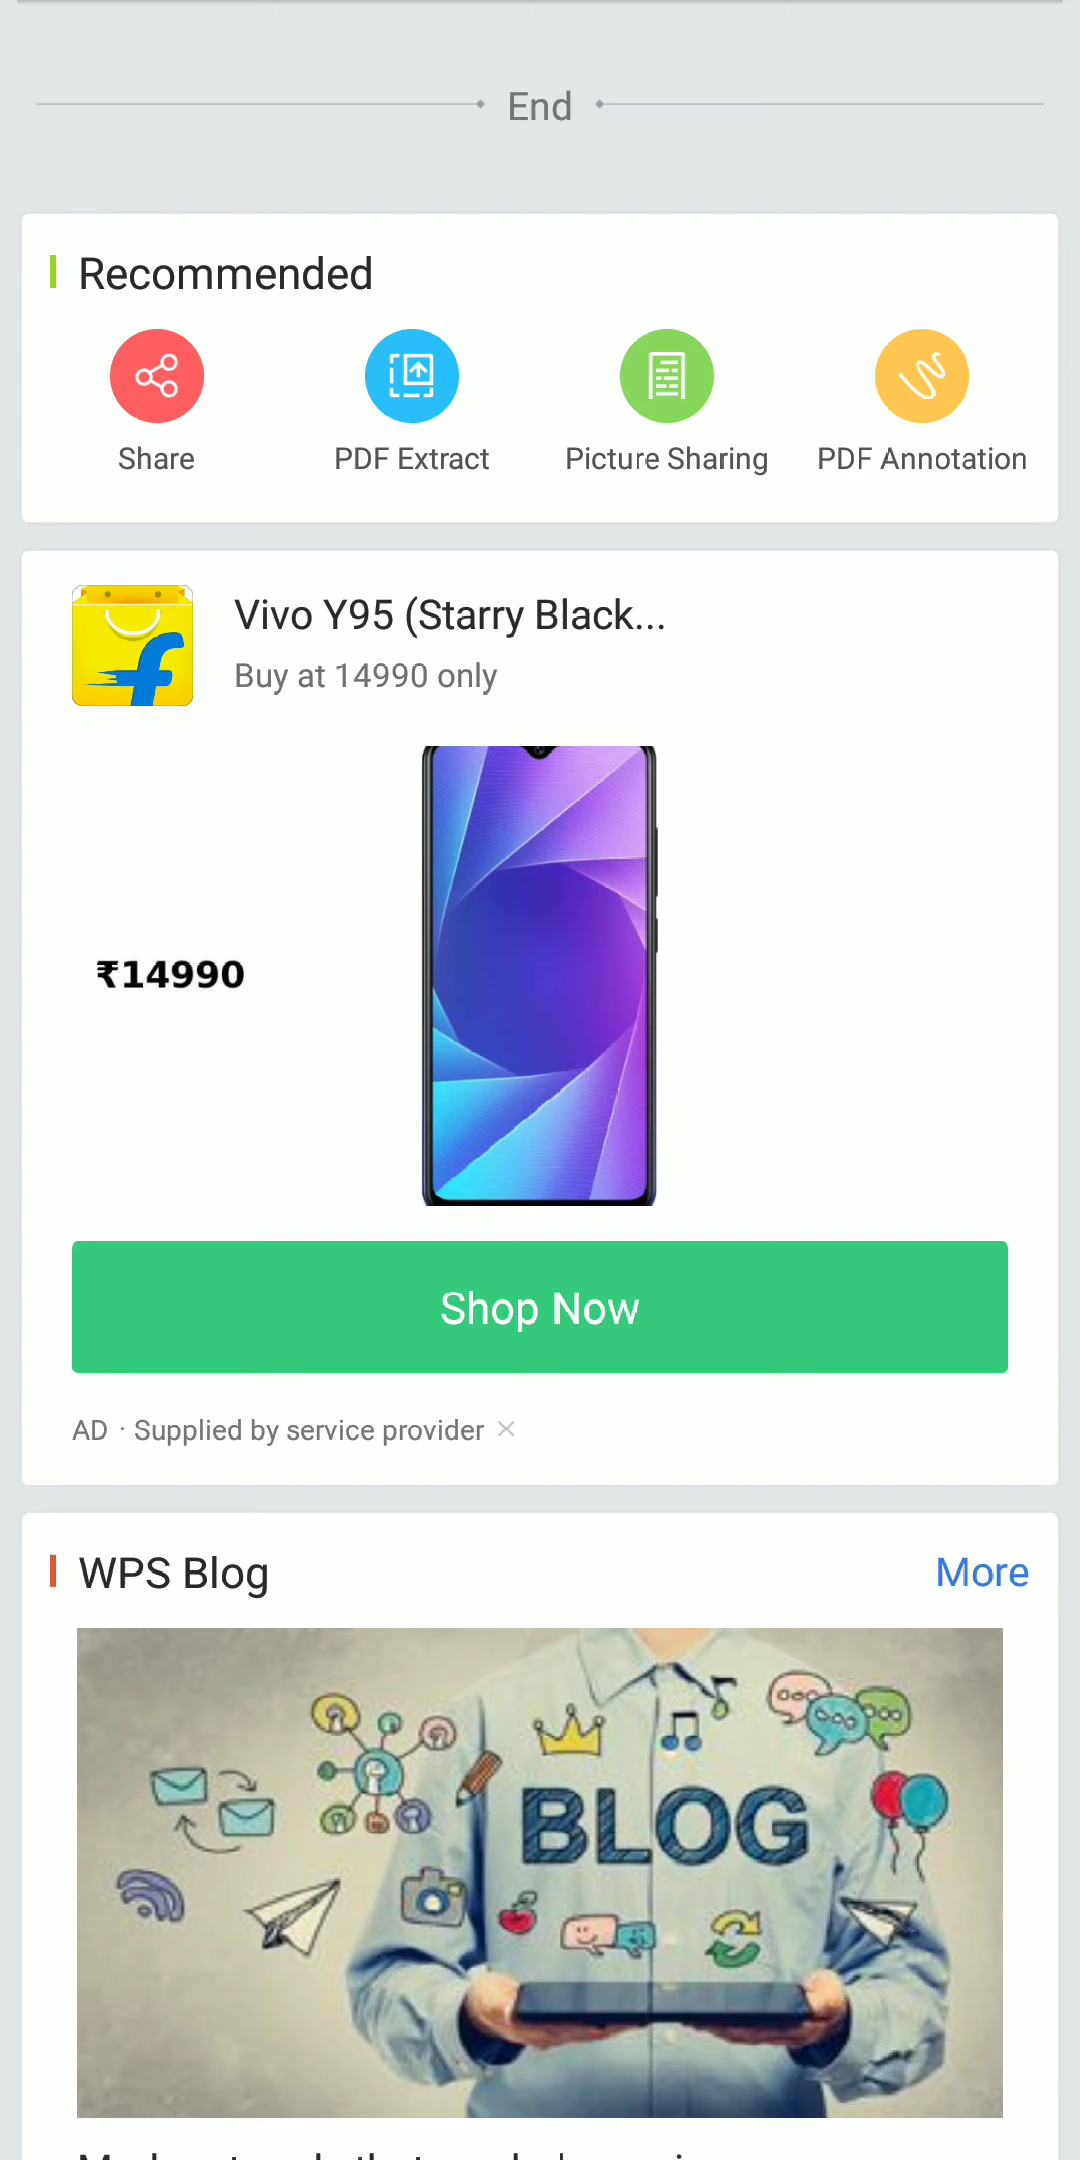 End
Recommended
Share
PDF Extract
Picture Sharing
PDF Annotation
Vivo Y95 (Starry Black...
Buy at 14990 only
₹14990
Shop Now
AD · Supplied by service provider
WPS Blog
More
BLOG